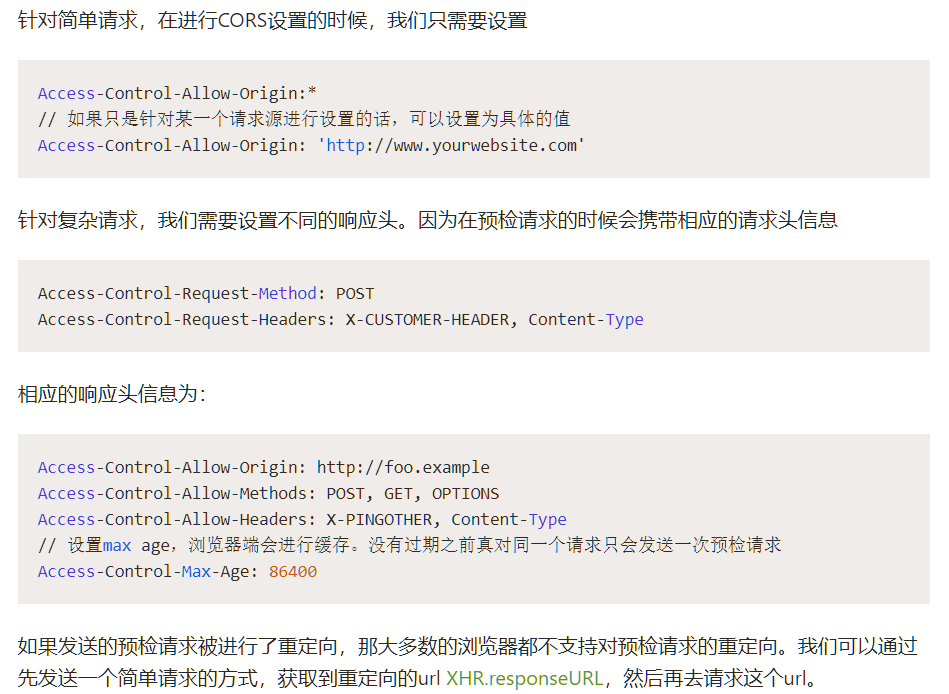 针对简单请求，在进行CORS设置的时候，我们只需要设置
Access-Control-Allow-Origin:*
// 如果只是针对某一个请求源进行设置的话，可以设置为具体的值
Access-Control-Allow-Origin: 'http://www.yourwebsite.com'
针对复杂请求，我们需要设置不同的响应头。因为在预检请求的时候会携带相应的请求头信息
Access-Control-Request-Method: POST
Access-Control-Request-Headers: X-CUSTOMER-HEADER, Content-Type
相应的响应头信息为：
Access-Control-Allow-Origin: http://foo.example
Access-Control-Allow-Methods: POST, GET, OPTIONS
Access-Control-Allow-Headers: X-PINGOTHER, Content-Type
// 设置max age，浏览器端会进行缓存。没有过期之前真对同一个请求只会发送一次预检请求
Access-Control-Max-Age: 86400
如果发送的预检请求被进行了重定向，那大多数的浏览器都不支持对预检请求的重定向。我们可以通过
先发送一个简单请求的方式，获取到重定向的url XHR.responseURL，然后再去请求这个url。